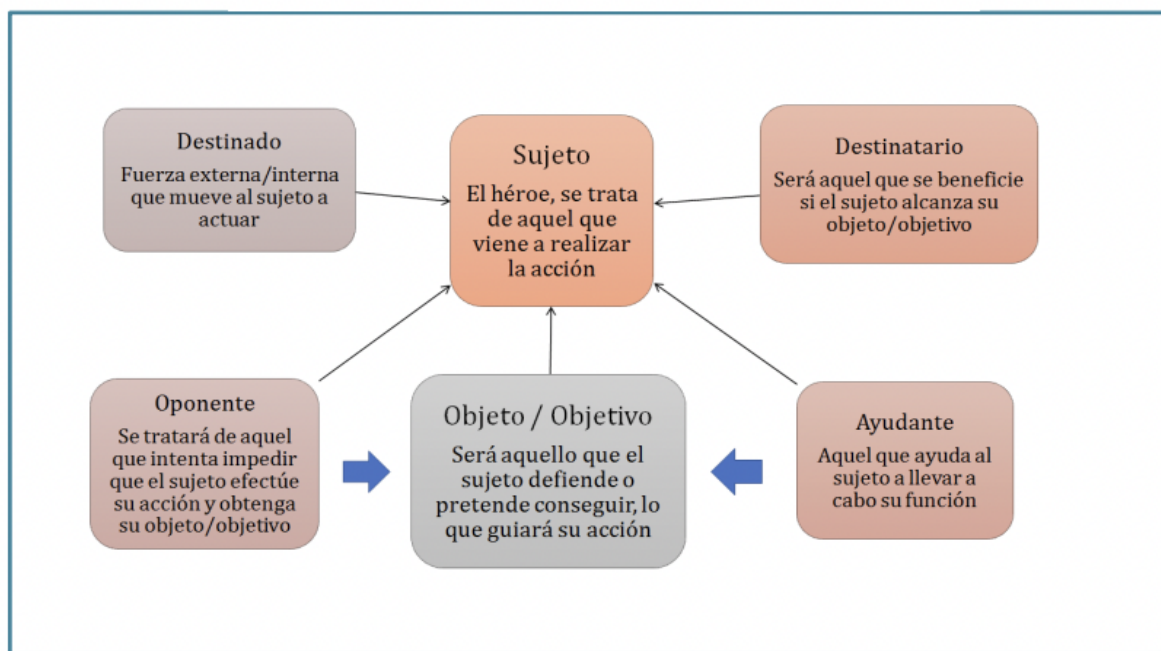 Destinado
Fuerza externa/interna
que mueve al sujeto a
actuar
Sujeto
El héroe, se trata
de aquel que
viene a realizar
la acción
Destinatario
Será aquel que se beneficie
si el sujeto alcanza su
objeto/objetivo
Oponente
Se tratará de aquel
que intenta impedir
que el sujeto efectúe
su acción y obtenga
su objeto/objetivo
Objeto / Objetivo
Será aquello que el
sujeto defiende o
pretende conseguir, lo
que guiará su acción
Ayudante
Aquel que ayuda al
sujeto a llevar a
cabo su función